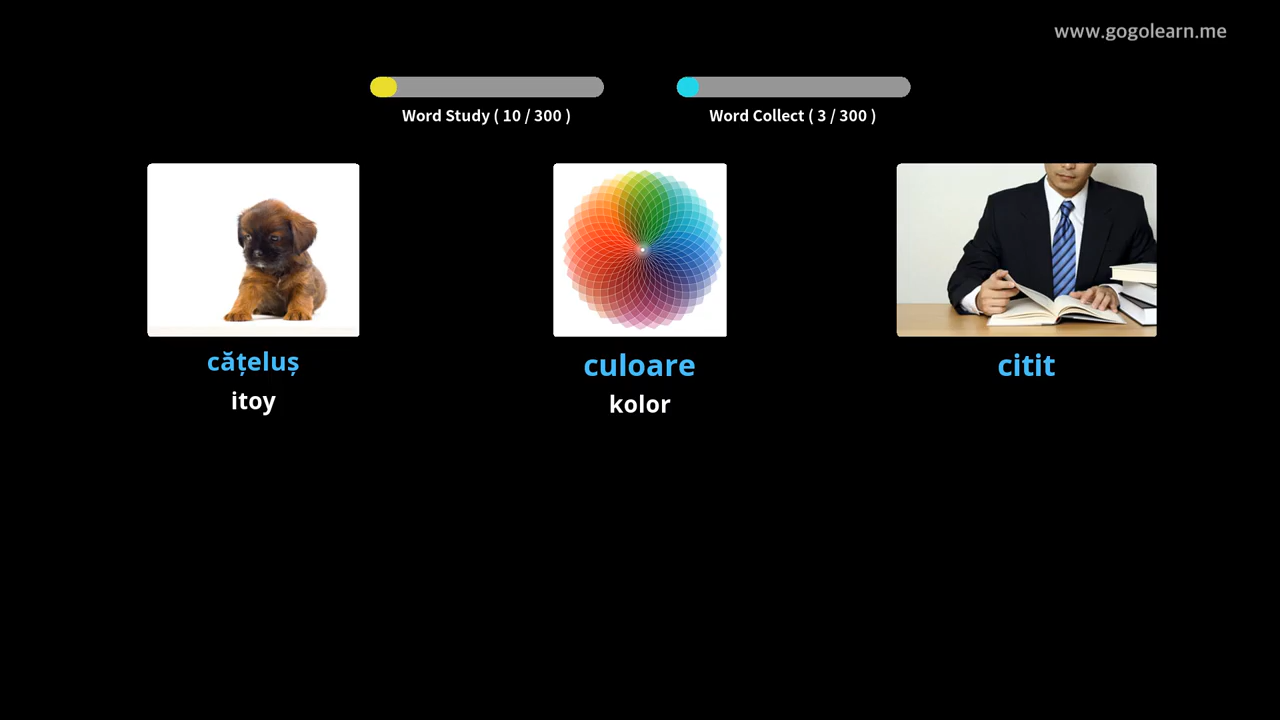 www.gogolearn.me
Word Study ( 10 / 300 )
Word Collect ( 3 / 300 )
cățeluș
itoy
culoare
kolor
citit